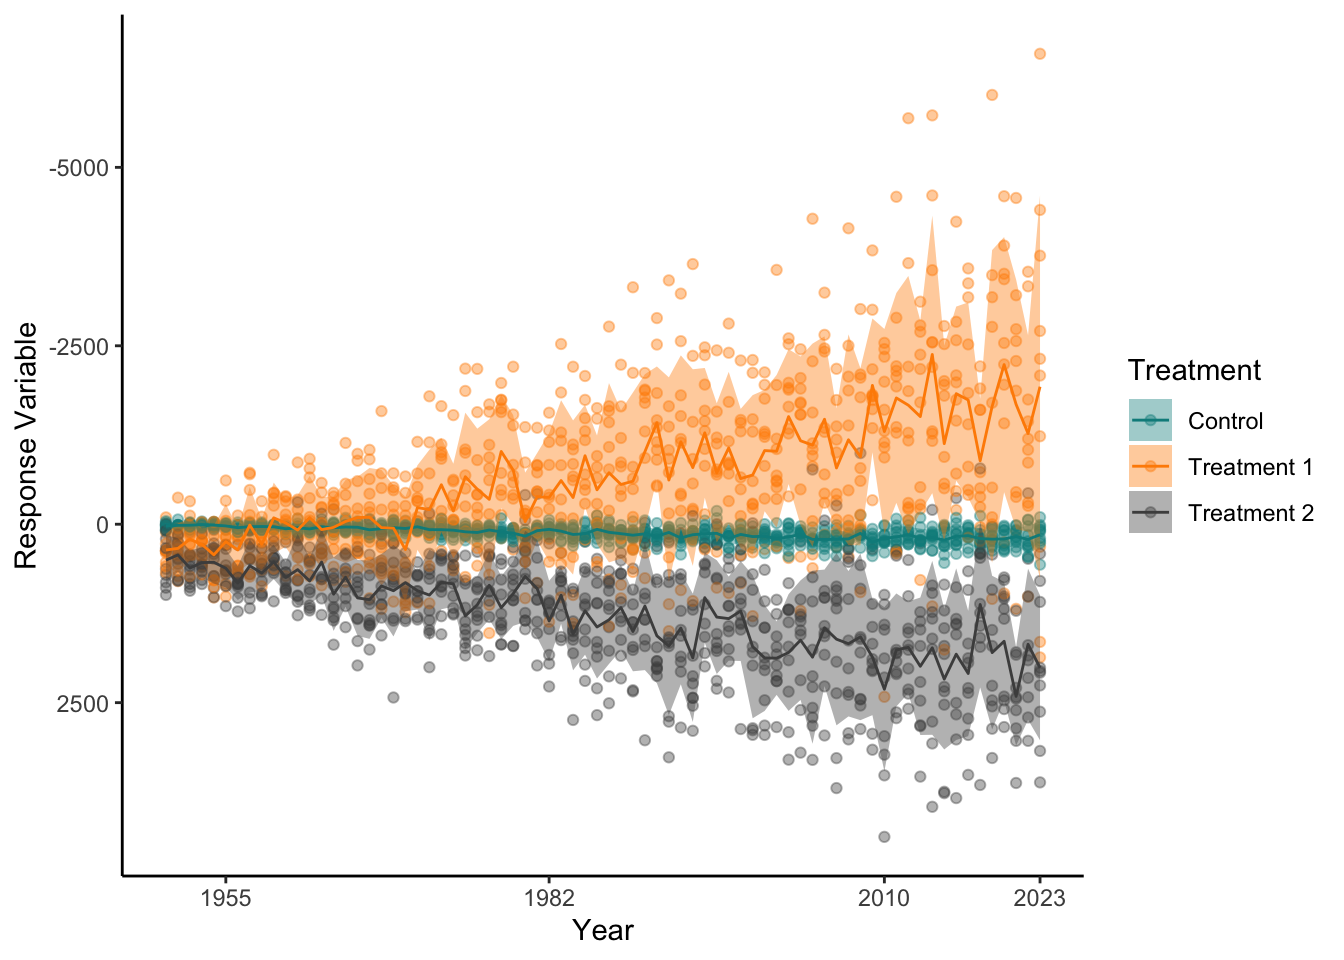 -5000
-2500
0
2500
Response Variable
1955
1982
2010
2023
Year
Treatment
Control
Treatment 1
Treatment 2